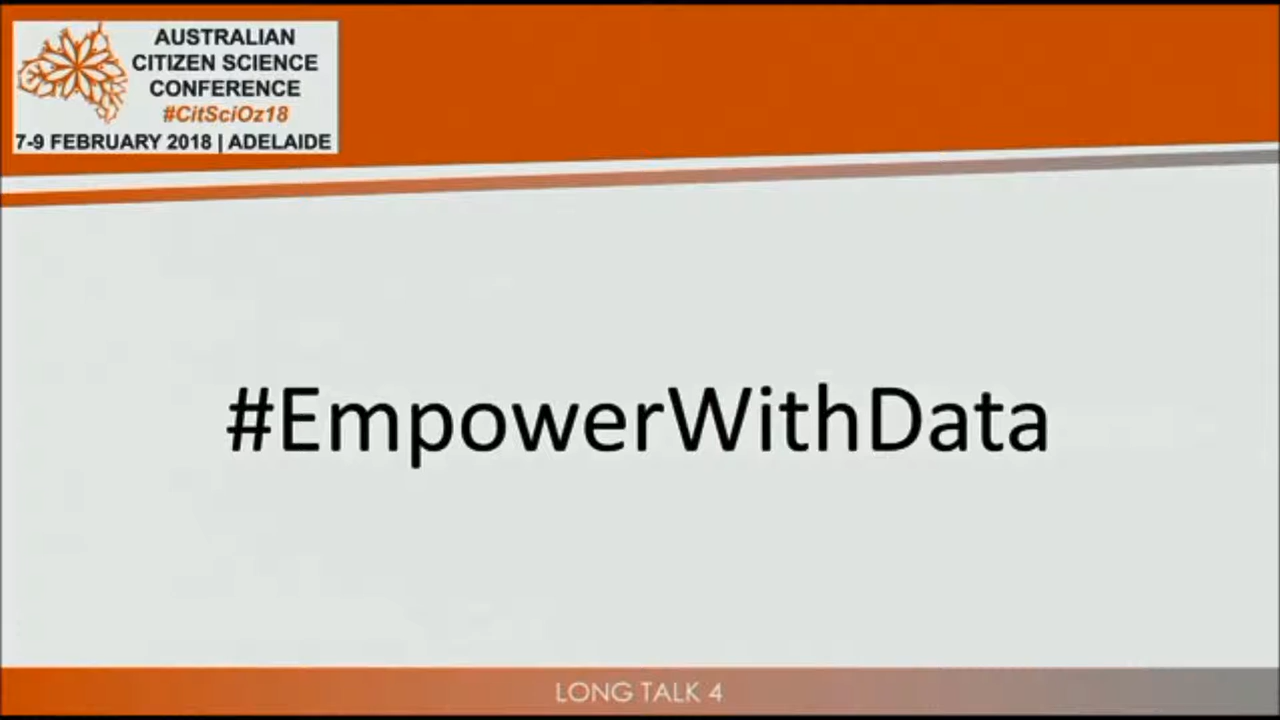 AUSTRALIAN
CITIZEN SCIENCE
CONFERENCE
#CitSciOz18
7-9 FEBRUARY 2018 | ADELAIDE
#EmpowerWithData
LONG TALK 4